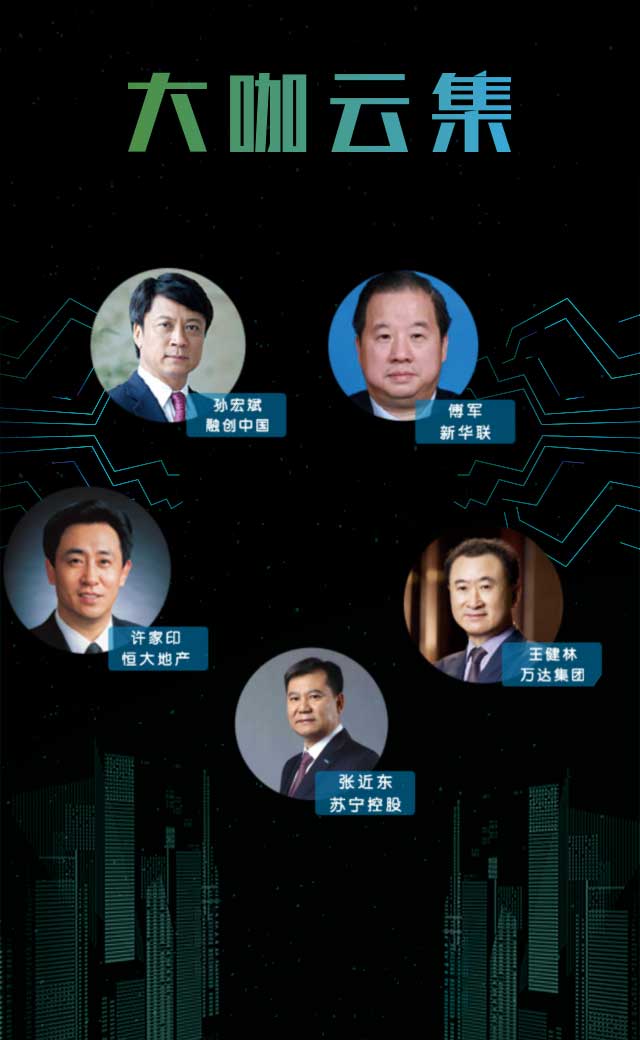 大咖云集
孙宏斌
融创中国
傅军
新华联
许家印
恒大地产
王健林
万达集团
张近东
苏宁控股